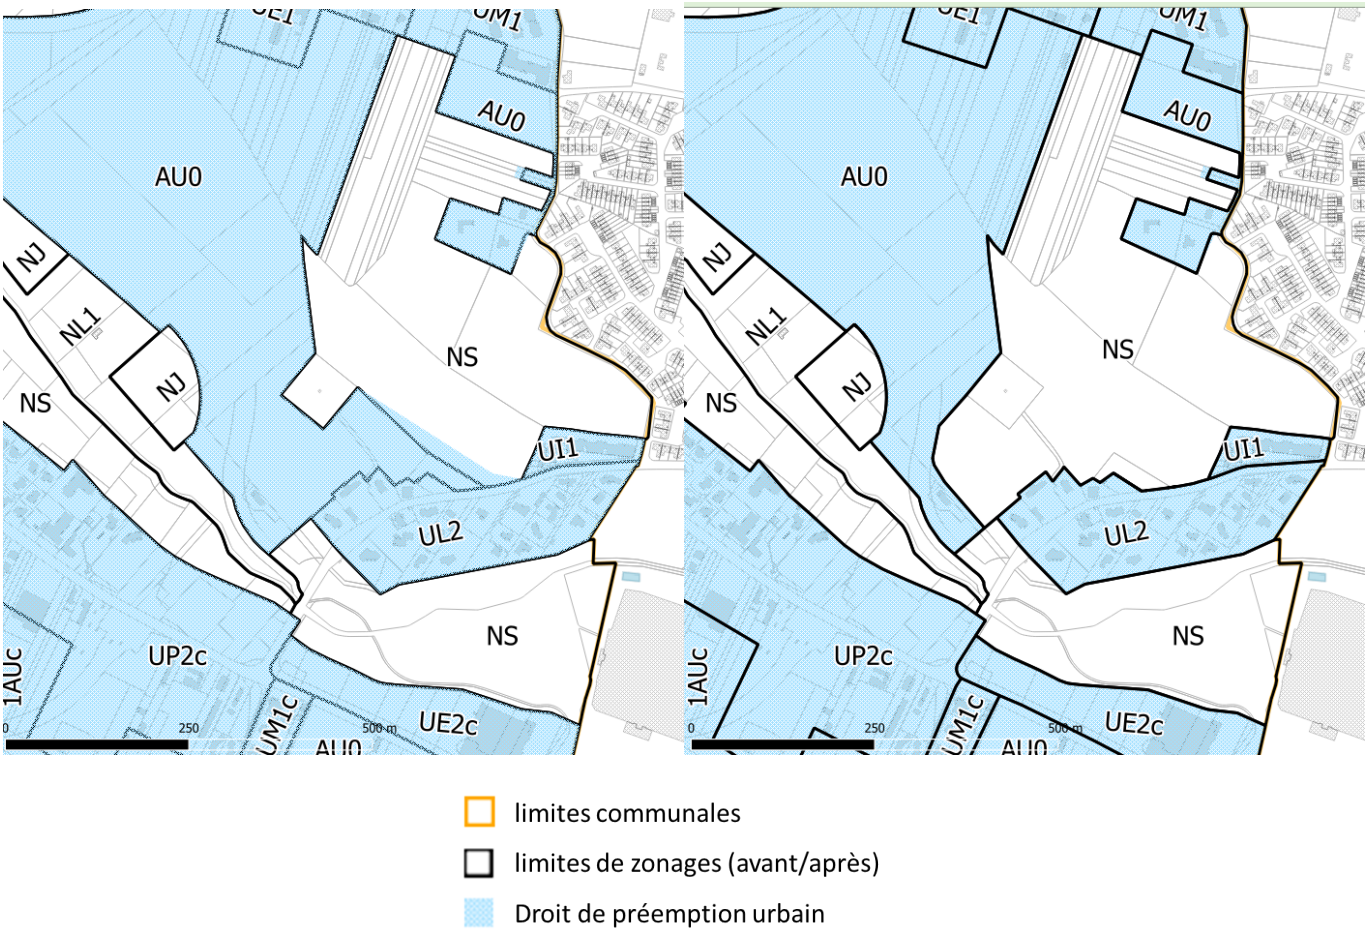 UE1
UM1
AU0
AU0
NJ
NL1
NJ
NS
NS
UI1
UL2
NS
1AUc
UP2c
UM1c
UE2c
AU0
0
250
500 m
UE1
UM1
AU0
AU0
NJ
NL1
NJ
NS
NS
UI1
UL2
NS
1AUc
UP2c
UM1c
UE2c
AU0
0
250
500 m
limites communales
limites de zonages (avant/après)
Droit de préemption urbain